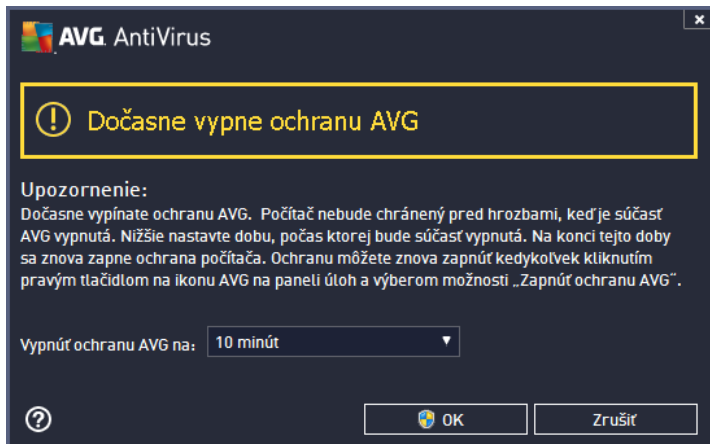 AVG. AntiVirus
Dočasne vypne ochranu AVG
Upozornenie:
Dočasne vypínate ochranu AVG. Počítač nebude chránený pred hrozbami, keď je súčasť
AVG vypnutá. Nižšie nastavte dobu, počas ktorej bude súčasť vypnutá. Na konci tejto doby
sa znova zapne ochrana počítača. Ochranu môžete znova zapnúť kedykoľvek kliknutím
pravým tlačidlom na ikonu AVG na paneli úloh a výberom možnosti „Zapnúť ochranu AVG“.
Vypnúť ochranu AVG na: 10 minút
OK Zrušiť